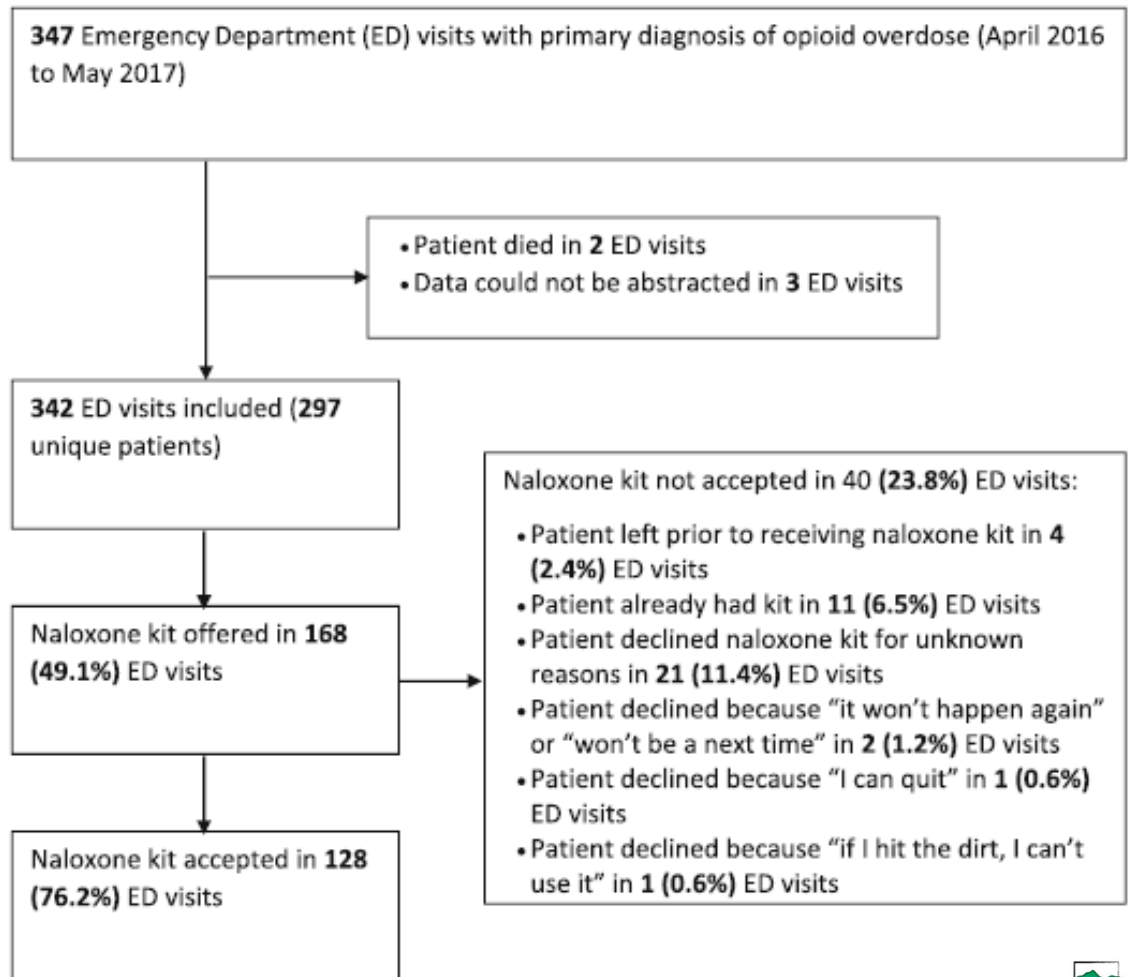 347 Emergency Department (ED) visits with primary diagnosis of opioid overdose (April 2016
to May 2017)
• Patient died in 2 ED visits
• Data could not be abstracted in 3 ED visits
342 ED visits included (297
unique patients)
Naloxone kit offered in 168
(49.1%) ED visits
Naloxone kit not accepted in 40 (23.8%) ED visits:
• Patient left prior to receiving naloxone kit in 4
(2.4%) ED visits
• Patient already had kit in 11 (6.5%) ED visits
• Patient declined naloxone kit for unknown
reasons in 21 (11.4%) ED visits
• Patient declined because “it won’t happen again”
or “won’t be a next time” in 2 (1.2%) ED visits
• Patient declined because “I can quit” in 1 (0.6%)
ED visits
• Patient declined because “if I hit the dirt, I can’t
use it” in 1 (0.6%) ED visits
Naloxone kit accepted in 128
(76.2%) ED visits